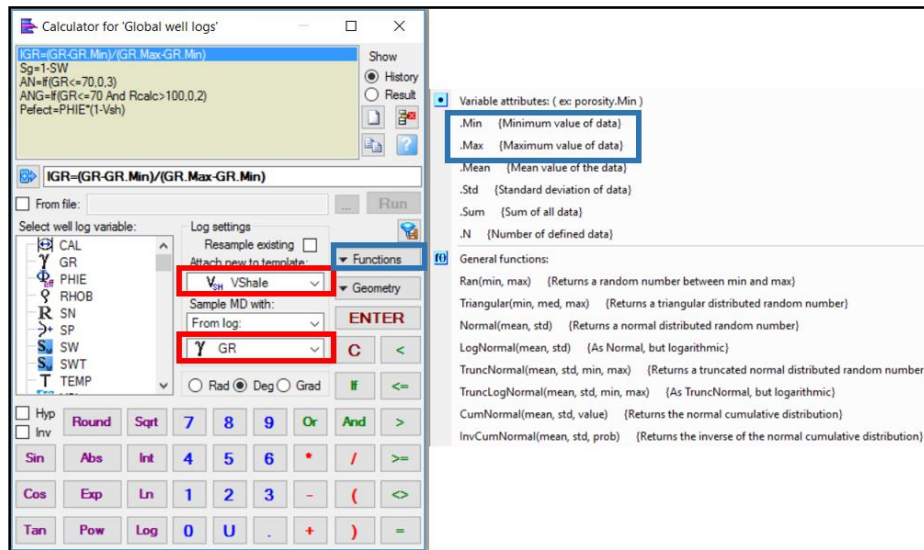 Calculator for 'Global well logs'
IGR=(GR-GR.Min)/(GR.Max-GR.Min)
Sg=1-SW
AN=If(GR<=70,0,3)
ANG=If(GR<=70 And Rcalc>100,0,2)
Pefect=PHIE*(1-Vsh)
Show
History
Result
IGR=(GR-GR.Min)/(GR.Max-GR.Min)
From file:
...
Run
Select well log variable:
CAL
GR
PHIE
RHOB
SN
SP
SW
SWT
TEMP
Log settings
Resample existing
Attach new to template:
VSH VShale
Sample MD with:
From log:
GR
Rad Deg Grad
Functions
Geometry
ENTER
C <
If <=
Hyp
Inv
Round Sqrt 7 8 9 Or And >
Sin Abs Int 4 5 6 * / >=
Cos Exp Ln 1 2 3 - ( <>
Tan Pow Log 0 U . + ) =
Variable attributes: ( ex: porosity.Min )
.Min {Minimum value of data}
.Max {Maximum value of data}
.Mean {Mean value of the data}
.Std {Standard deviation of data}
.Sum {Sum of all data}
.N {Number of defined data}
f() General functions:
Ran(min, max) {Returns a random number between min and max}
Triangular(min, med, max) {Returns a triangular distributed random number}
Normal(mean, std) {Returns a normal distributed random number}
LogNormal(mean, std) {As Normal, but logarithmic}
TruncNormal(mean, std, min, max) {Returns a truncated normal distributed random number
TruncLogNormal(mean, std, min, max) {As TruncNormal, but logarithmic}
CumNormal(mean, std, value) {Returns the normal cumulative distribution}
InvCumNormal(mean, std, prob) {Returns the inverse of the normal cumulative distribution}